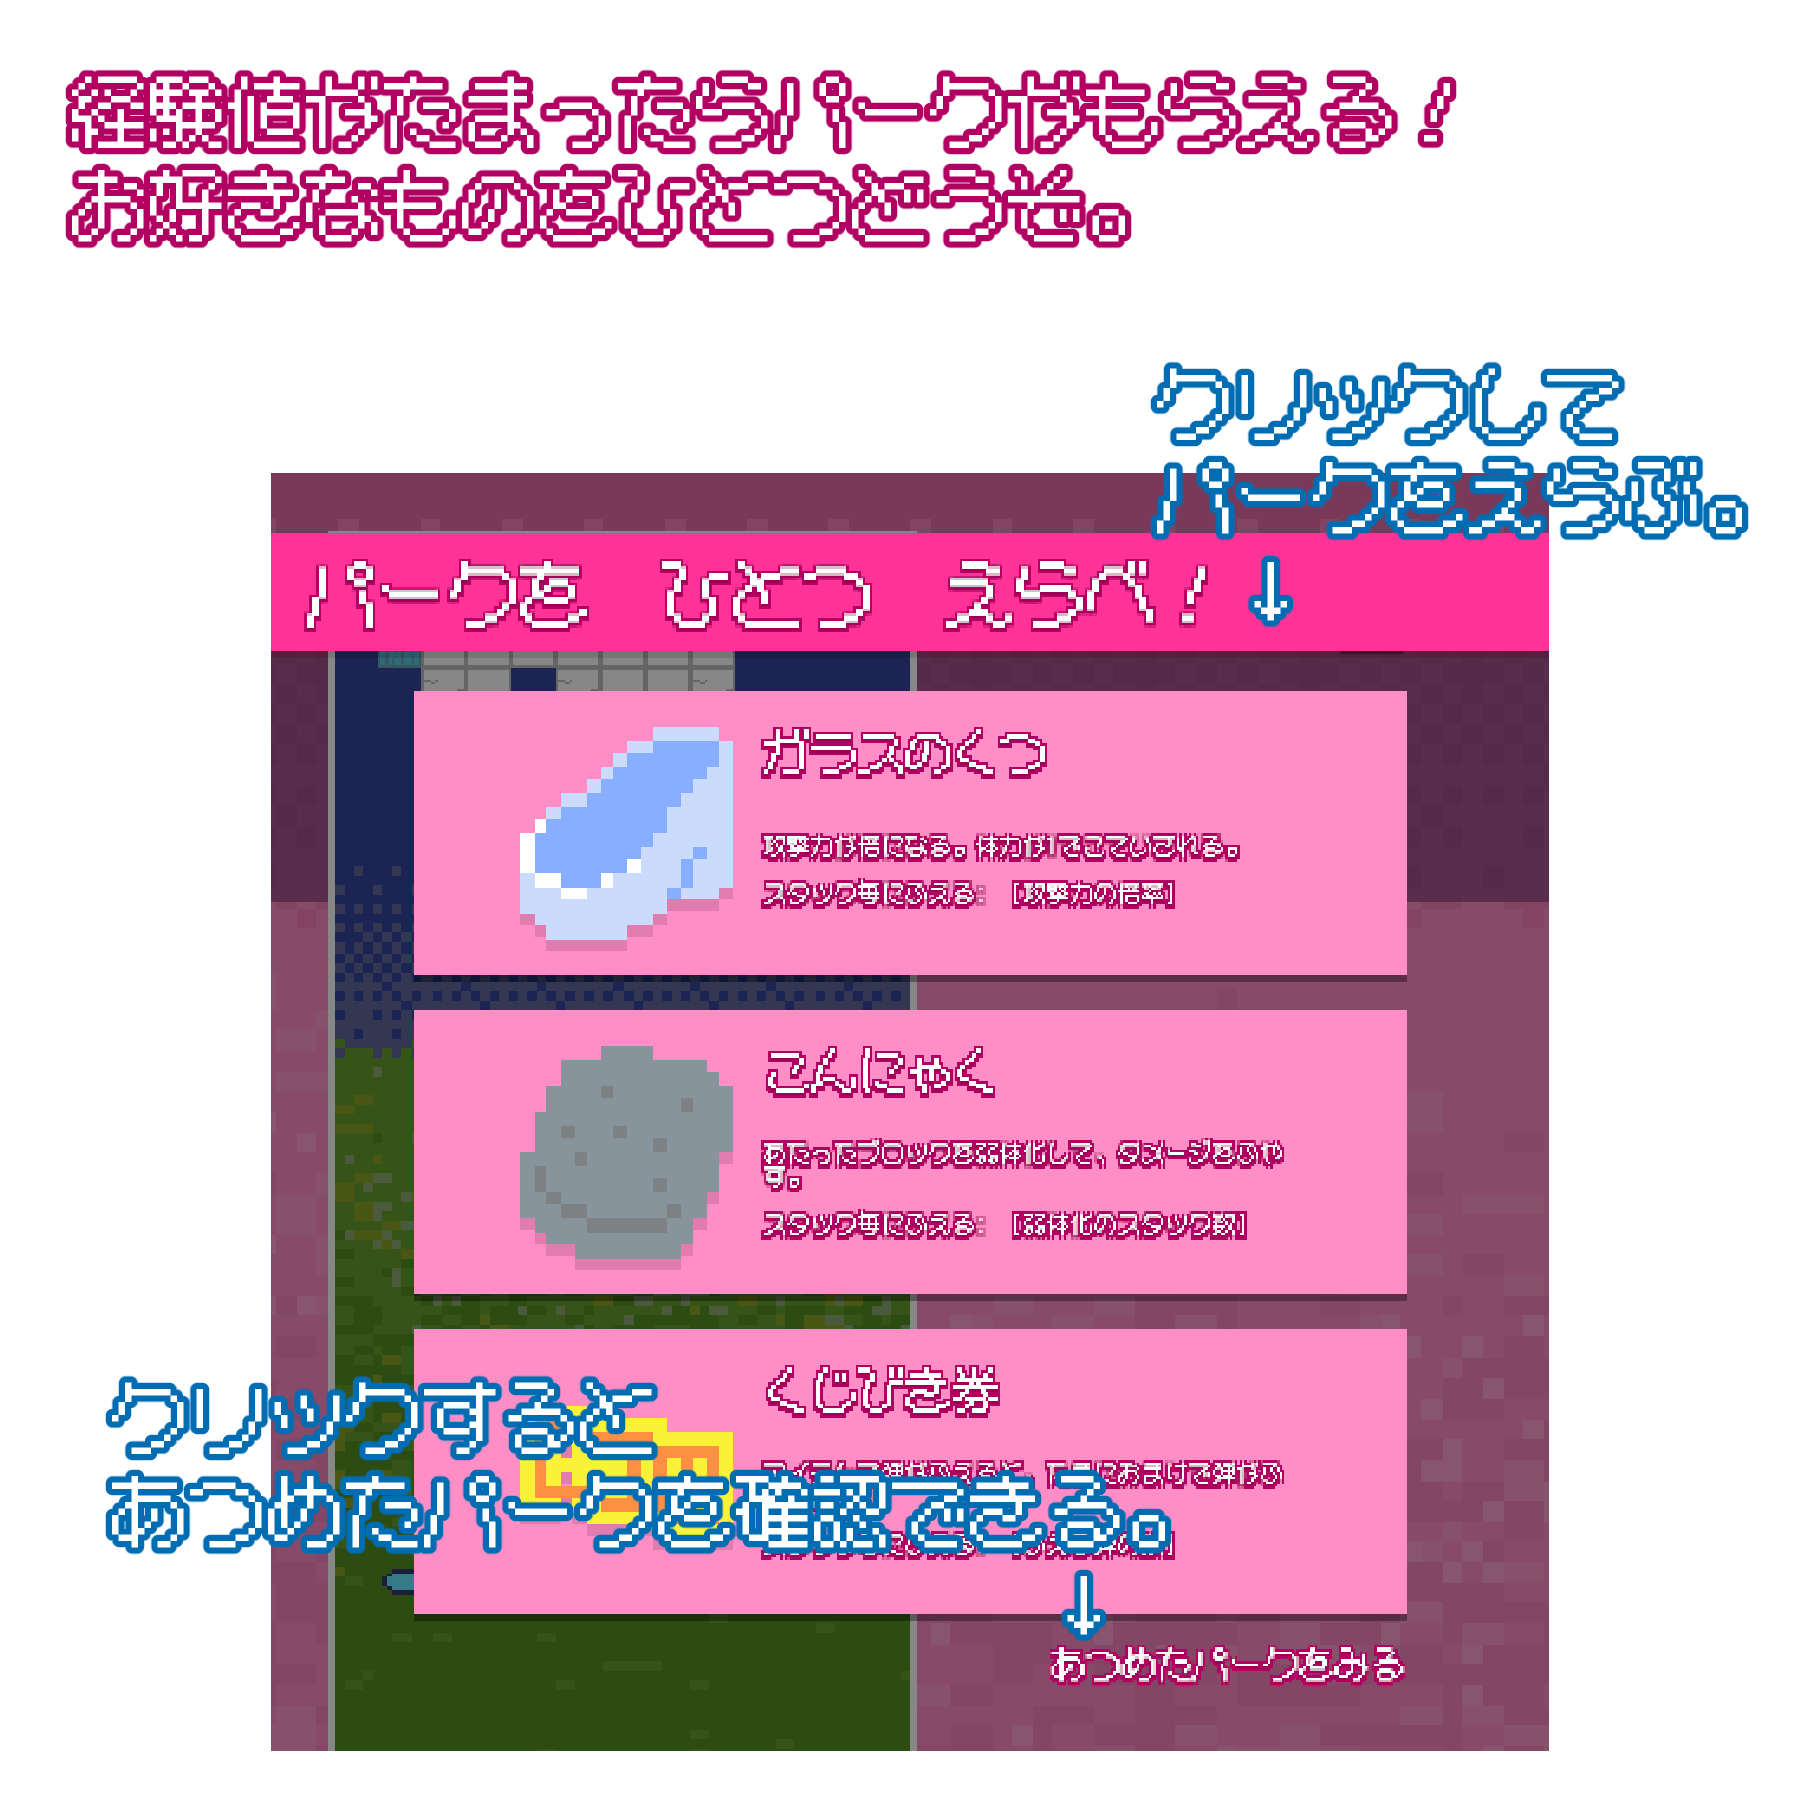 経験値がたまったらパークがもらえる！
お好きなものをひとつどうぞ。
クリックして
パークをえらぶ。
↓
パークを　ひとつ　えらべ！
ガラスのくつ
攻撃力が倍になる。体力が1でこていされる。
スタック毎にふえる:　[攻撃力の倍率]
こんにゃく
あたったブロックを弱体化して、ダメージをふや
す。
スタック毎にふえる:　[弱体化のスタック数]
くじびき券
クリックすると
あつめたパークを確認できる。
↓
あつめたパークをみる